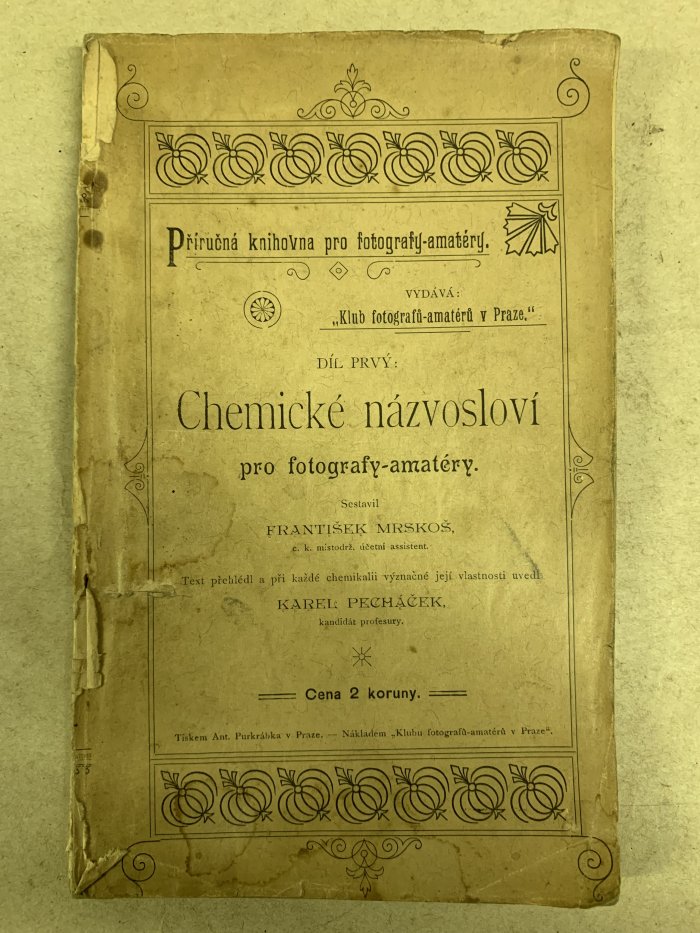 Příručná knihovna pro fotografy-amatéry.
VYDÁVÁ:
„Klub fotografů-amatérů v Praze."
DÍL PRVÝ:
Chemické názvosloví
pro fotografy-amatéry.
Sestavil
FRANTIŠEK MRSKOŠ,
c. k. místodrž. účetní assistent.
Text přehlédl a při každé chemikalii význačné její vlastnosti uvedl
KAREL PECHÁČEK,
kandidát profesury.
Cena 2 koruny.
Tiskem Ant. Purkrábka v Praze. — Nákladem „Klubu fotografů-amatérů v Praze".